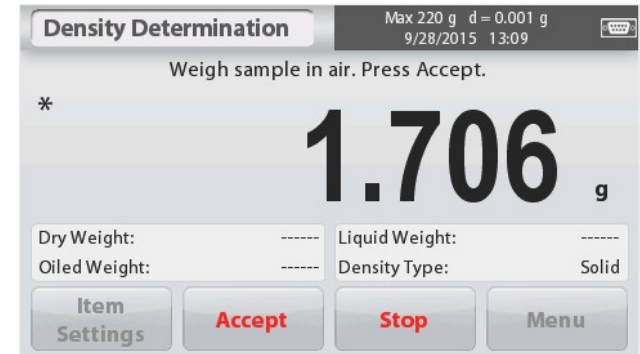 Density Determination
Max 220 g d = 0.001 g
9/28/2015 13:09
Weigh sample in air. Press Accept.
*
1.706 g
Dry Weight: ------ Liquid Weight: ------
Oiled Weight: ------ Density Type: Solid
Item Settings Accept Stop Menu